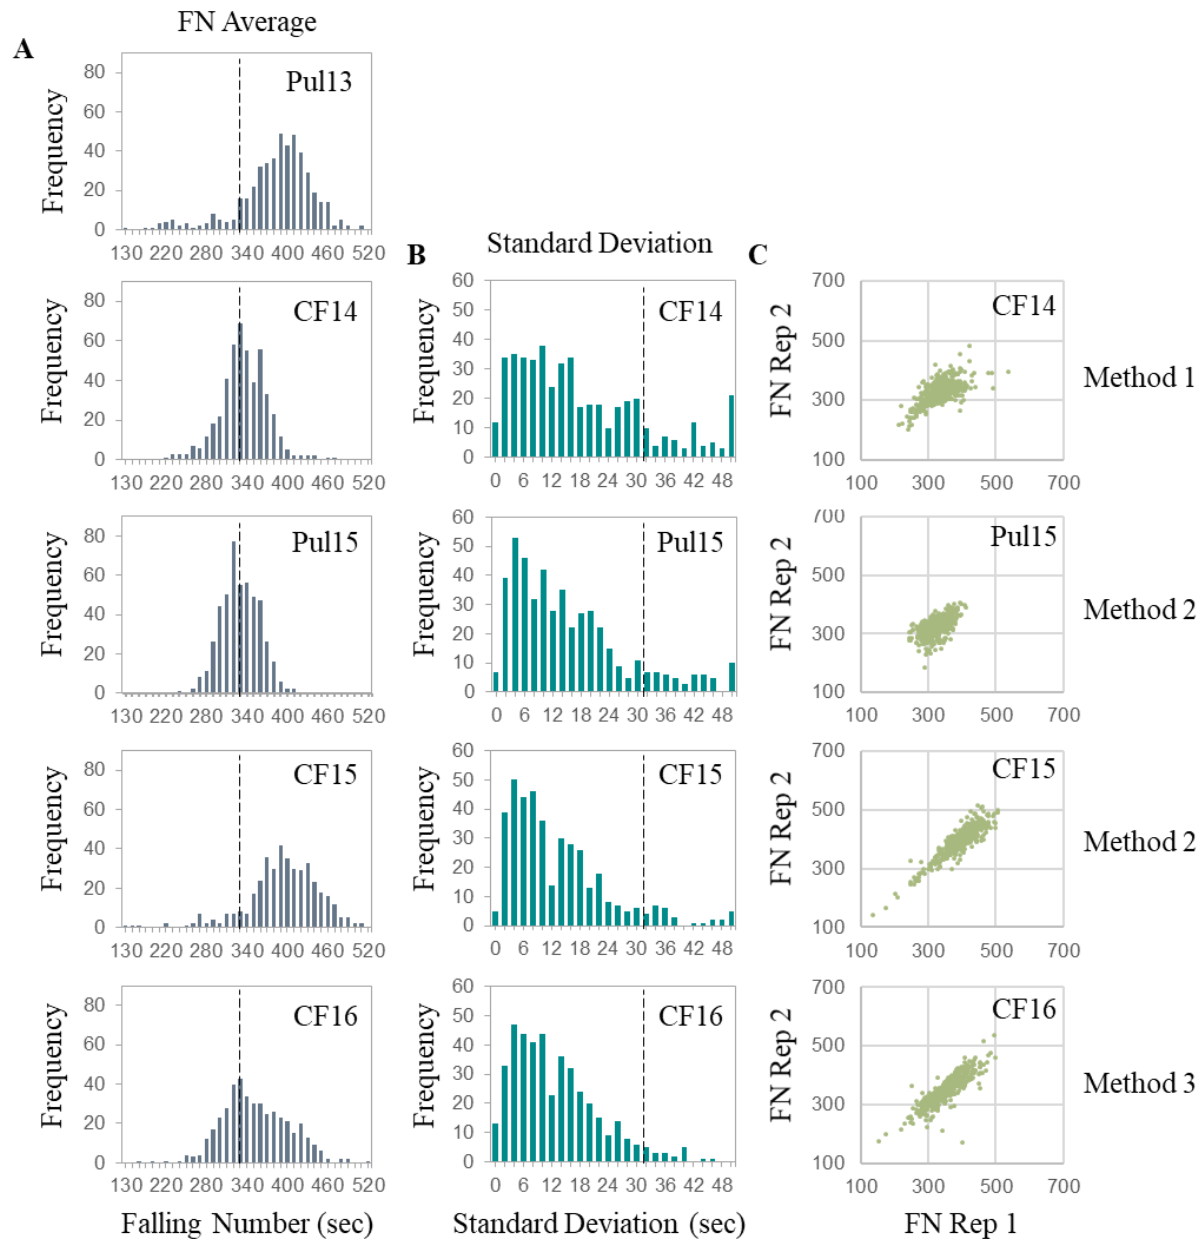 FN Average
A
Pul13
Frequency
80
60
40
20
0
130 220 280 340 400 460 520
CF14
Frequency
80
60
40
20
0
130 220 280 340 400 460 520
Pul15
Frequency
80
60
40
20
0
130 220 280 340 400 460 520
CF15
Frequency
80
60
40
20
0
130 220 280 340 400 460 520
CF16
Frequency
80
60
40
20
0
130 220 280 340 400 460 520
Falling Number (sec)
B
Standard Deviation
CF14
Frequency
60
50
40
30
20
10
0
0 6 12 18 24 30 36 42 48
Pul15
Frequency
60
50
40
30
20
10
0
0 6 12 18 24 30 36 42 48
CF15
Frequency
60
50
40
30
20
10
0
0 6 12 18 24 30 36 42 48
CF16
Frequency
60
50
40
30
20
10
0
0 6 12 18 24 30 36 42 48
Standard Deviation (sec)
C
CF14
FN Rep 2
700
500
300
100
100 300 500 700
Method 1
Pul15
FN Rep 2
700
500
300
100
100 300 500 700
Method 2
CF15
FN Rep 2
700
500
300
100
100 300 500 700
Method 2
CF16
FN Rep 2
700
500
300
100
100 300 500 700
Method 3
FN Rep 1